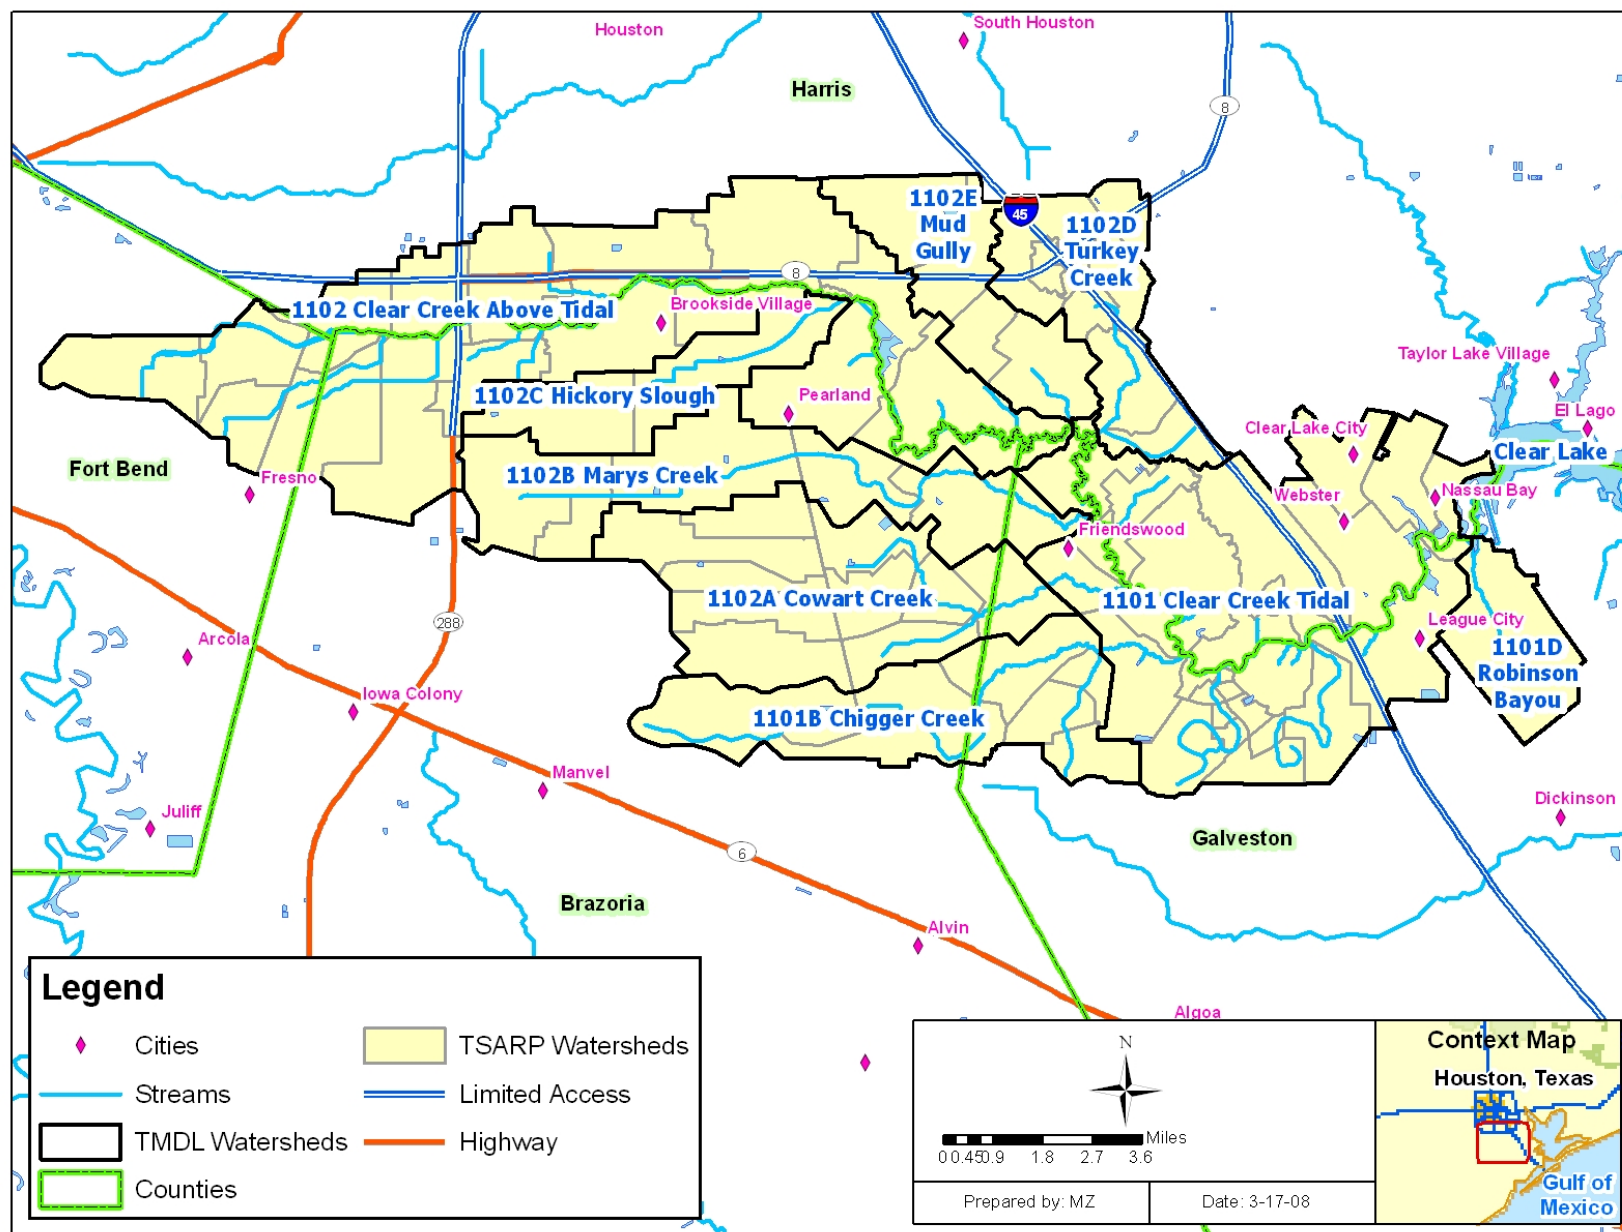 Houston
South Houston
Harris
8
1102E
Mud
Gully
45
1102D
Turkey
Creek
8
1102 Clear Creek Above Tidal
Brookside Village
Taylor Lake Village
1102C Hickory Slough
Pearland
El Lago
Clear Lake City
Clear Lake
Fort Bend
Fresno
1102B Marys Creek
Webster
Nassau Bay
Friendswood
1102A Cowart Creek
1101 Clear Creek Tidal
288
League City
Arcola
1101D
Robinson
Bayou
Iowa Colony
1101B Chigger Creek
Manvel
Juliff
Dickinson
Galveston
6
Brazoria
Alvin
Algoa
Legend
Cities
TSARP Watersheds
Streams
Limited Access
TMDL Watersheds
Highway
Counties
N
Miles
0 0.45 0.9 1.8 2.7 3.6
Prepared by: MZ
Date: 3-17-08
Context Map
Houston, Texas
Gulf of
Mexico